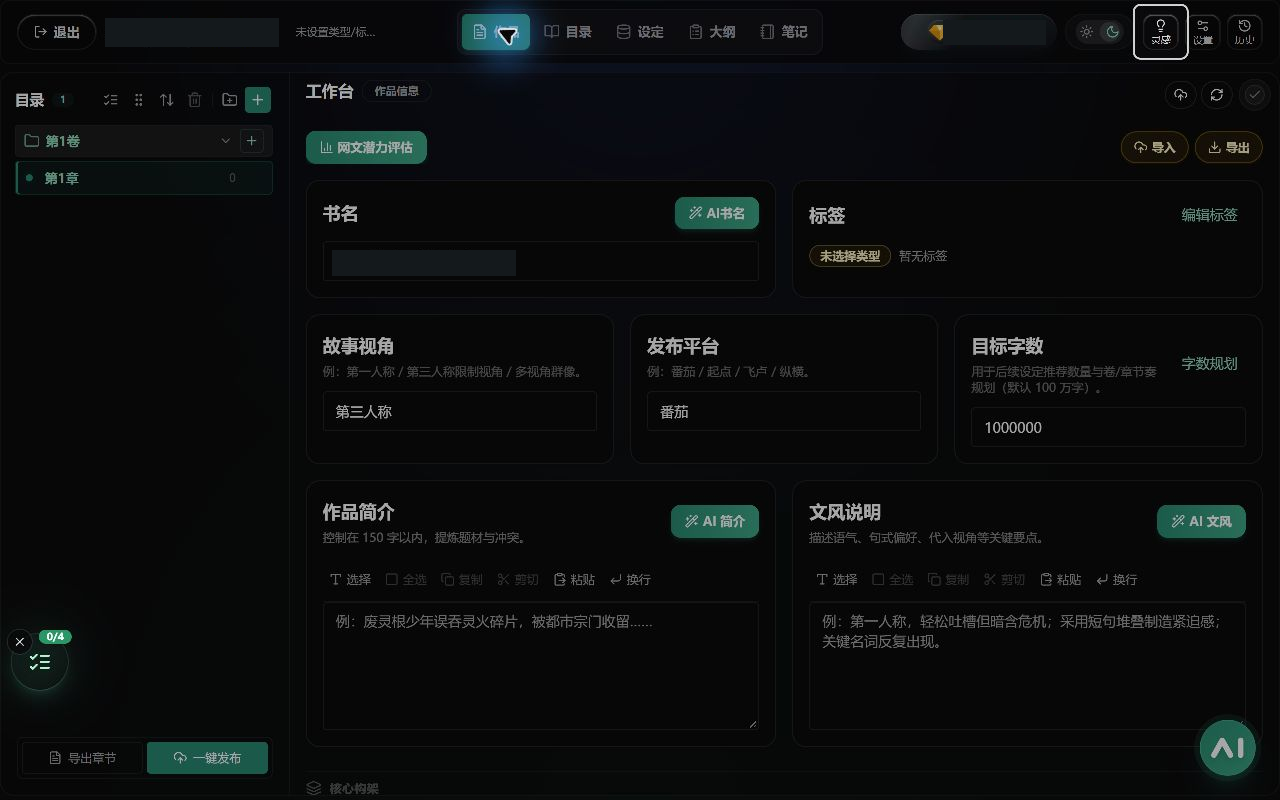 退出
未设置类型/标...
作品
目录
设定
大纲
笔记
灵感
设置
历史
目录 1
第1卷
第1章 0
工作台 作品信息
网文潜力评估
导入
导出
书名
AI书名
标签
编辑标签
未选择类型 暂无标签
故事视角
例：第一人称 / 第三人称限制视角 / 多视角群像。
第三人称
发布平台
例：番茄 / 起点 / 飞卢 / 纵横。
番茄
目标字数
用于后续设定推荐数量与卷/章节奏
规划（默认 100 万字）。
字数规划
1000000
作品简介
控制在 150 字以内，提炼题材与冲突。
AI 简介
选择 全选 复制 剪切 粘贴 换行
例：废灵根少年误吞灵火碎片，被都市宗门收留......
文风说明
描述语气、句式偏好、代入视角等关键要点。
AI 文风
选择 全选 复制 剪切 粘贴 换行
例：第一人称，轻松吐槽但暗含危机；采用短句堆叠制造紧迫感；
关键名词反复出现。
0/4
导出章节
一键发布
AI
核心构架